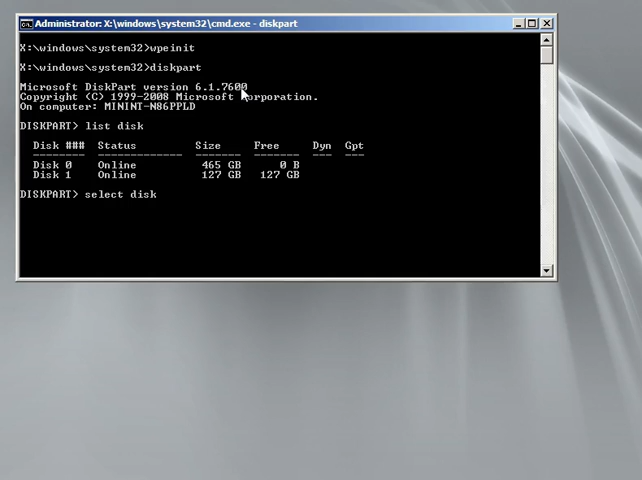 Administrator: X:\windows\system32\cmd.exe - diskpart
X:\windows\system32>wpeinit
X:\windows\system32>diskpart
Microsoft DiskPart version 6.1.7600
Copyright (C) 1999-2008 Microsoft Corporation.
On computer: MININT-N86PPLD
DISKPART> list disk
Disk ### Status Size Free Dyn Gpt
-------- ------------- ------- ------- --- ---
Disk 0 Online 465 GB 0 B
Disk 1 Online 127 GB 127 GB
DISKPART> select disk